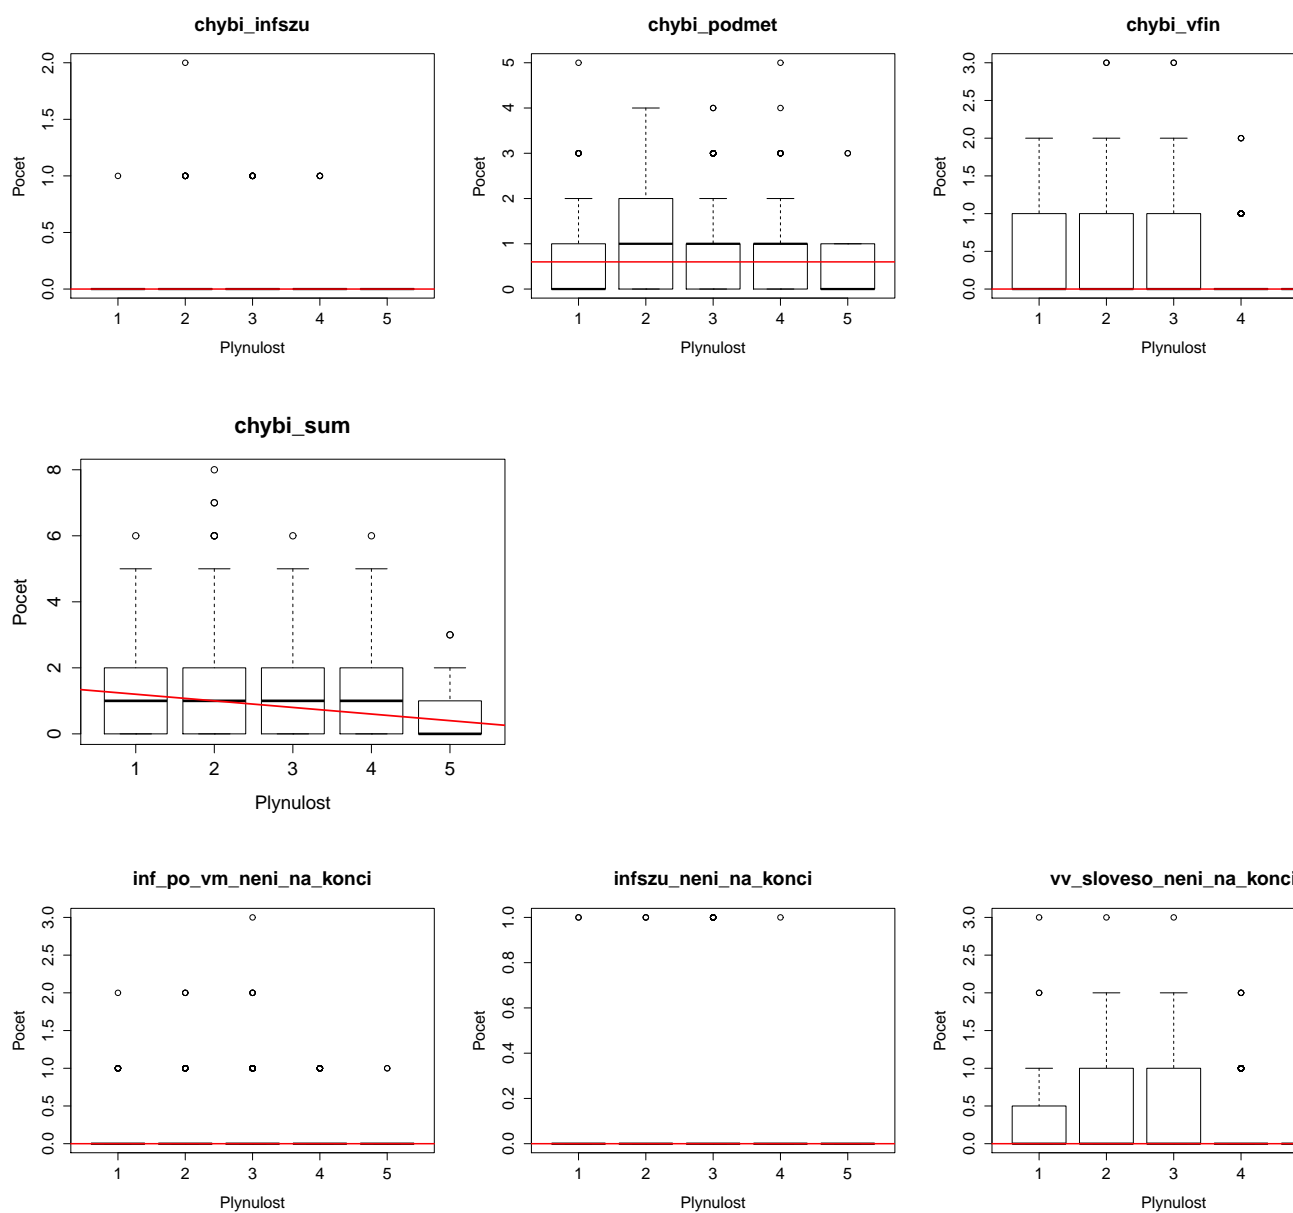 chybi_infszu
Pocet
2.0
1.5
1.0
0.5
0.0
1 2 3 4 5
Plynulost
chybi_podmet
Pocet
5
4
3
2
1
0
1 2 3 4 5
Plynulost
chybi_vfin
Pocet
3.0
2.5
2.0
1.5
1.0
0.5
0.0
1 2 3 4
Plynulost
chybi_sum
Pocet
8
6
4
2
0
1 2 3 4 5
Plynulost
inf_po_vm_neni_na_konci
Pocet
3.0
2.5
2.0
1.5
1.0
0.5
0.0
1 2 3 4 5
Plynulost
infszu_neni_na_konci
Pocet
1.0
0.8
0.6
0.4
0.2
0.0
1 2 3 4 5
Plynulost
vv_sloveso_neni_na_konci
Pocet
3.0
2.5
2.0
1.5
1.0
0.5
0.0
1 2 3 4
Plynulost